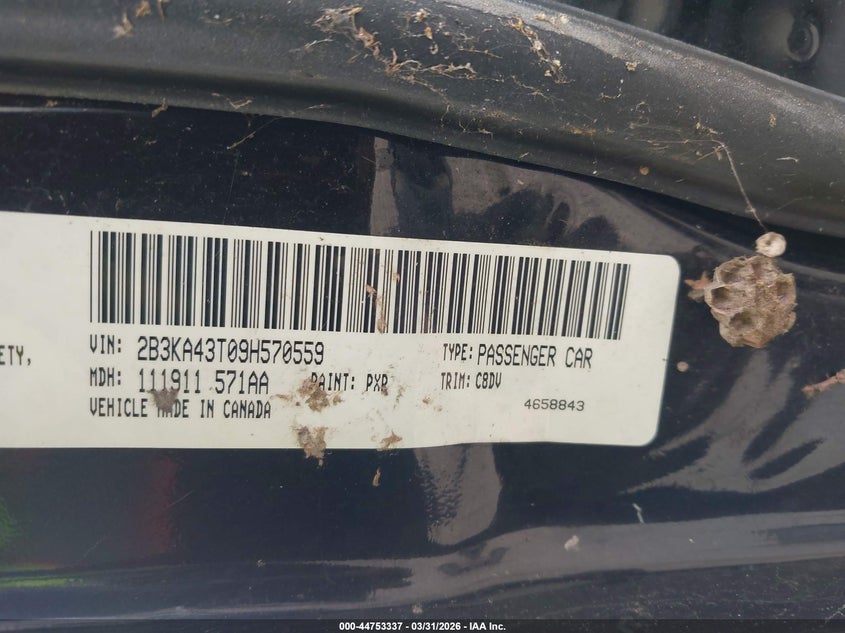 ETY,
VIN: 2B3KA43T09H570559 TYPE: PASSENGER CAR
MDH: 111911 571AA PAINT: PXR TRIM: C8DV
VEHICLE MADE IN CANADA 4658843
000-44753337 - 03/31/2026 - IAA Inc.